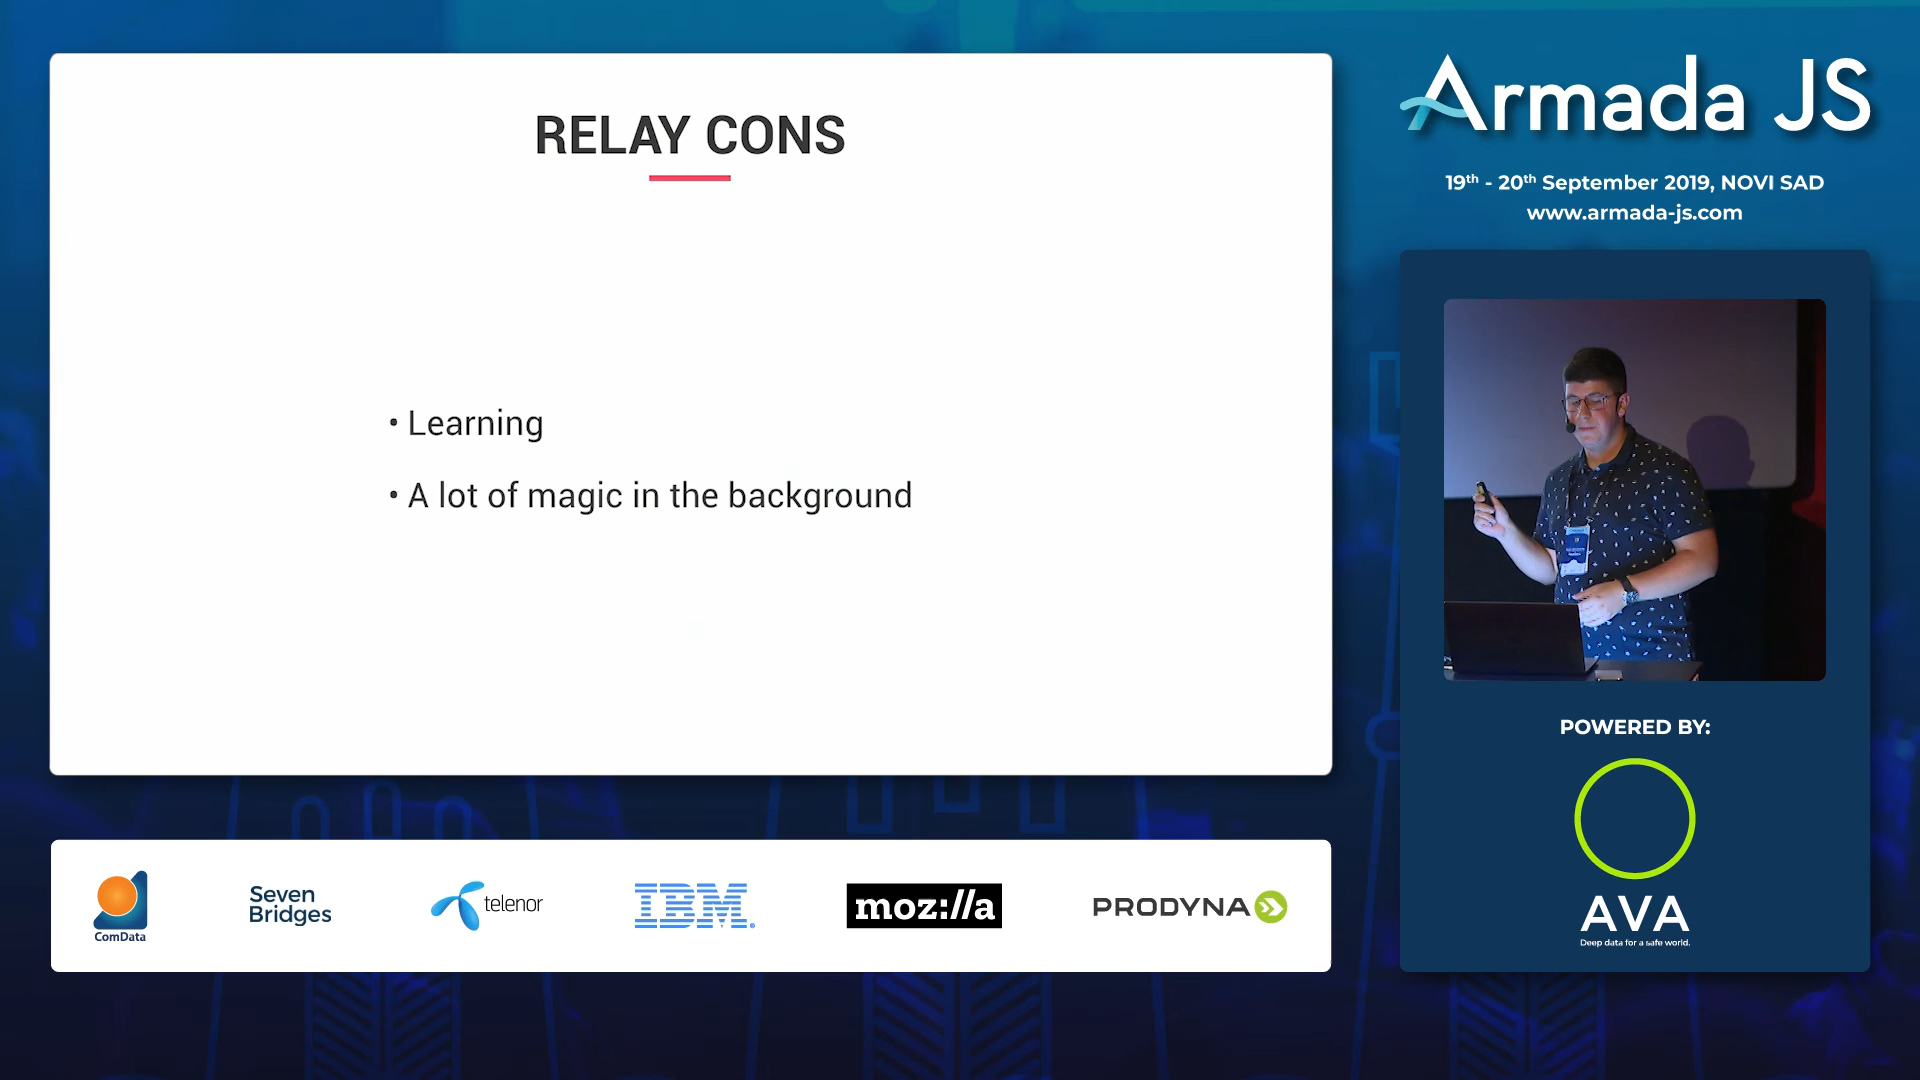 RELAY CONS
• Learning
• A lot of magic in the background
Armada JS
19th - 20th September 2019, NOVI SAD
www.armada-js.com
POWERED BY:
AVA
Deep data for a safe world.
ComData
Seven
Bridges
telenor
IBM®
moz://a
PRODYNA